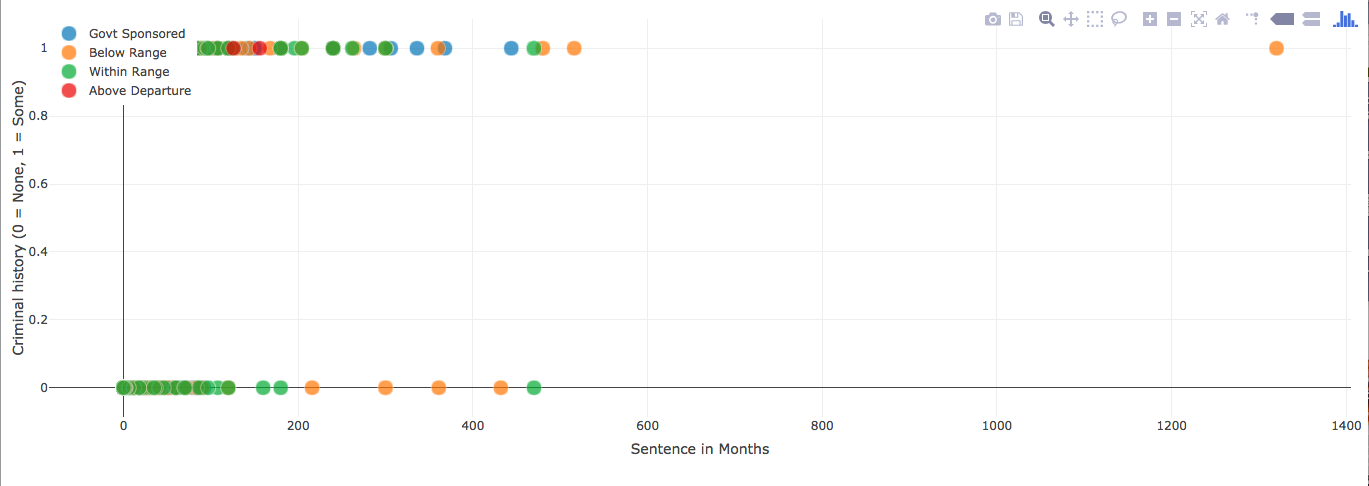 Govt Sponsored
Below Range
Within Range
Above Departure
Criminal history (0 = None, 1 = Some)
1
0.8
0.6
0.4
0.2
0
0 200 400 600 800 1000 1200 1400
Sentence in Months